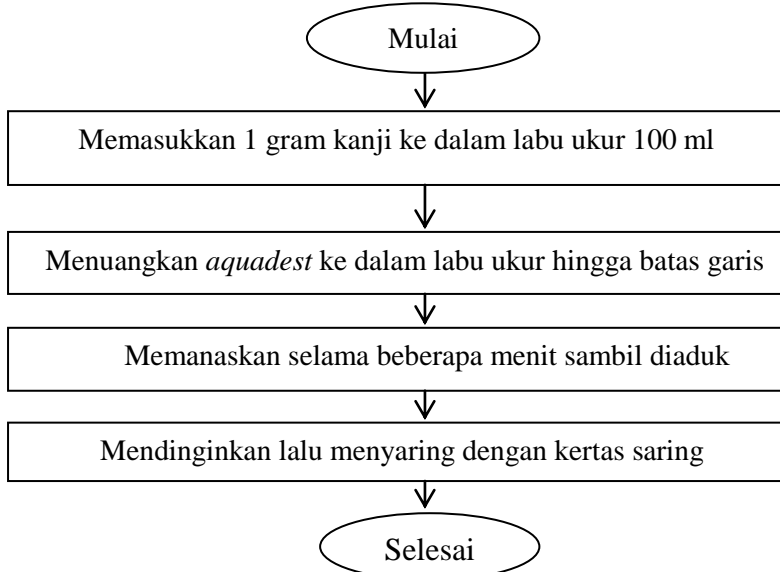 Mulai
Memasukkan 1 gram kanji ke dalam labu ukur 100 ml
Menuangkan aquadest ke dalam labu ukur hingga batas garis
Memanaskan selama beberapa menit sambil diaduk
Mendinginkan lalu menyaring dengan kertas saring
Selesai